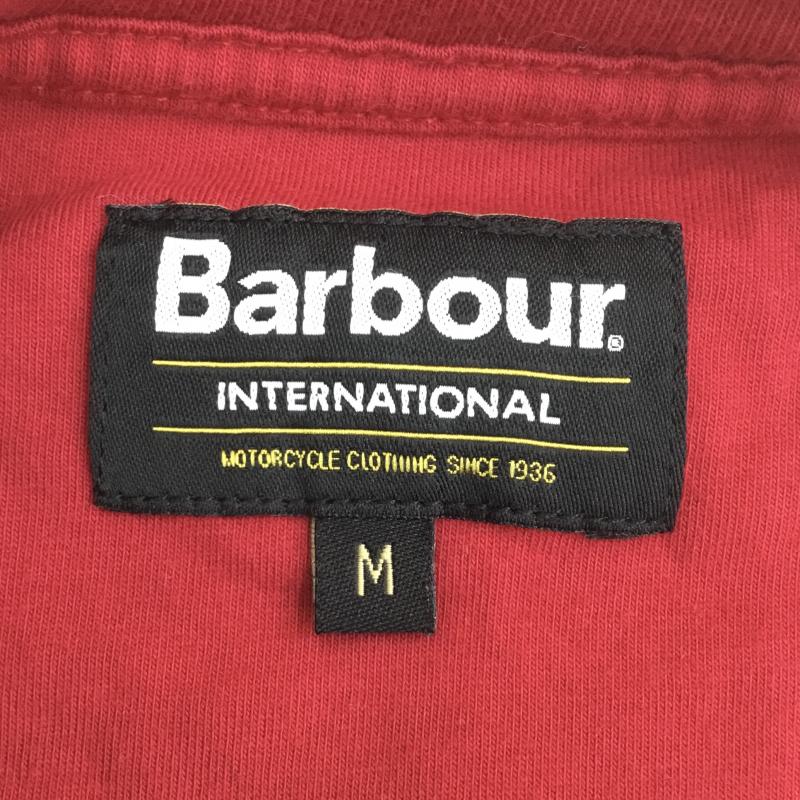 Barbour®
INTERNATIONAL
MOTORCYCLE CLOTHING SINCE 1936
M